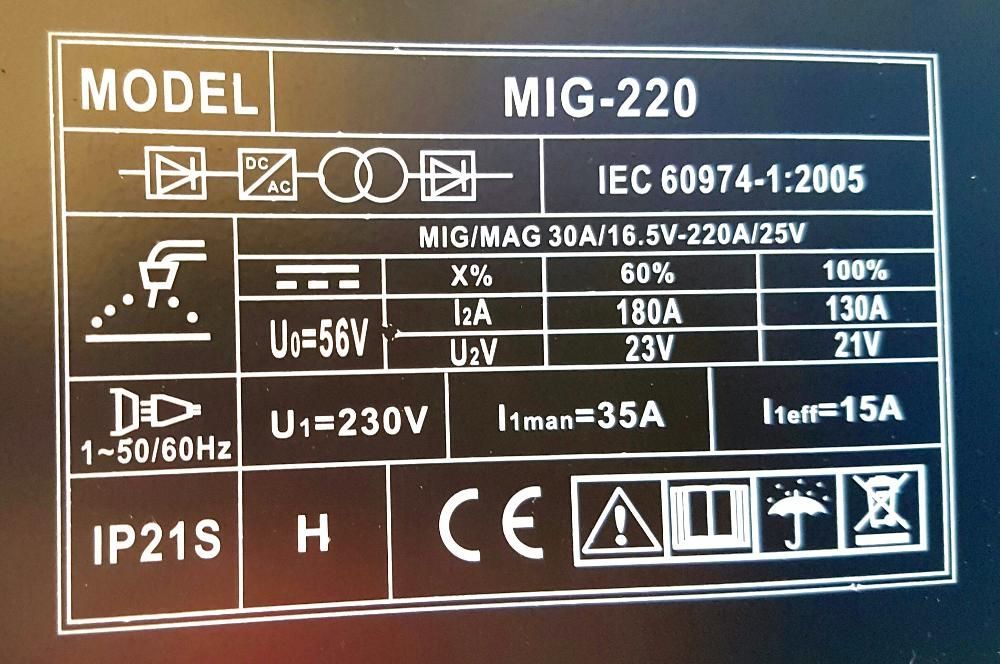 MODEL MIG-220
DC
AC
IEC 60974-1:2005
MIG/MAG 30A/16.5V-220A/25V
X% 60% 100%
U0=56V
I2A 180A 130A
U2V 23V 21V
1~50/60Hz
U1=230V I1man=35A I1eff=15A
IP21S H CE